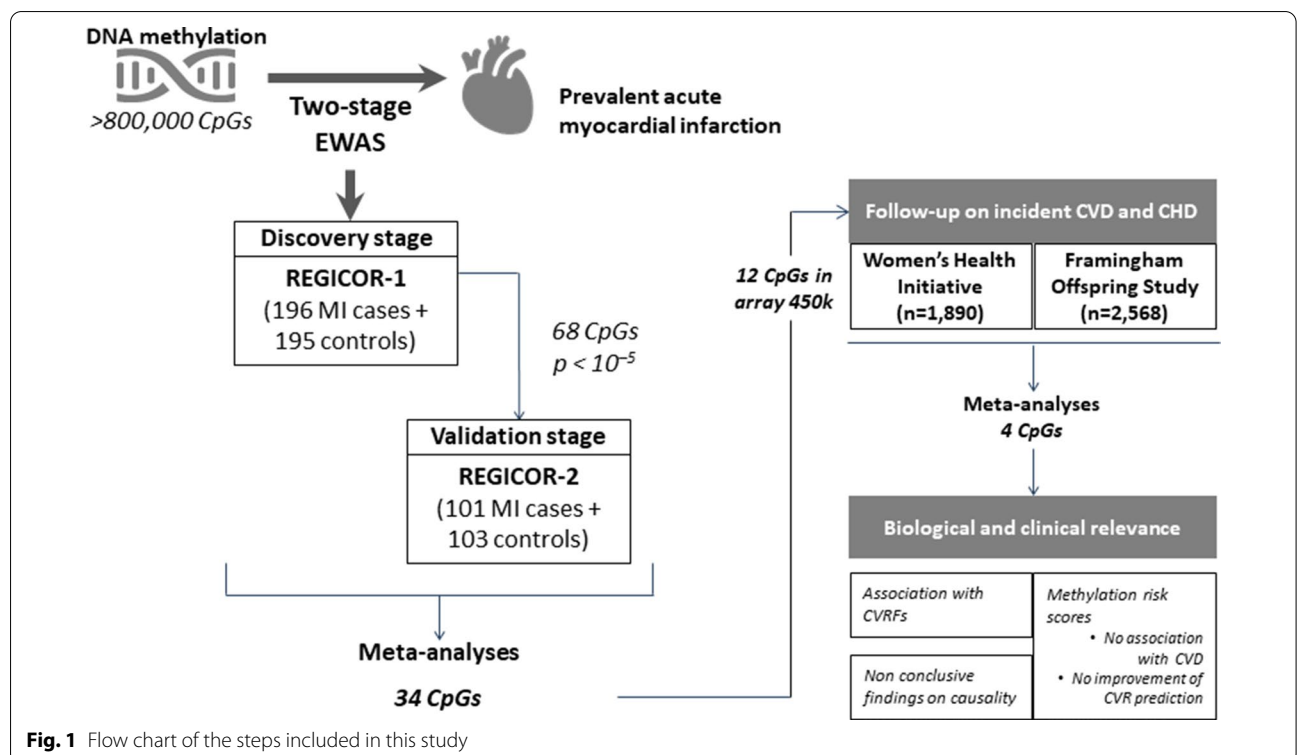 DNA methylation
>800,000 CpGs
Two-stage
EWAS
Prevalent acute
myocardial infarction
Discovery stage
REGICOR-1
(196 MI cases +
195 controls)
68 CpGs
p < 10⁻⁵
Validation stage
REGICOR-2
(101 MI cases +
103 controls)
Meta-analyses
34 CpGs
12 CpGs in
array 450k
Follow-up on incident CVD and CHD
Women's Health
Initiative
(n=1,890)
Framingham
Offspring Study
(n=2,568)
Meta-analyses
4 CpGs
Biological and clinical relevance
Association with
CVRFs
Non conclusive
findings on causality
Methylation risk
scores
• No association
with CVD
• No improvement of
CVR prediction
Fig. 1 Flow chart of the steps included in this study